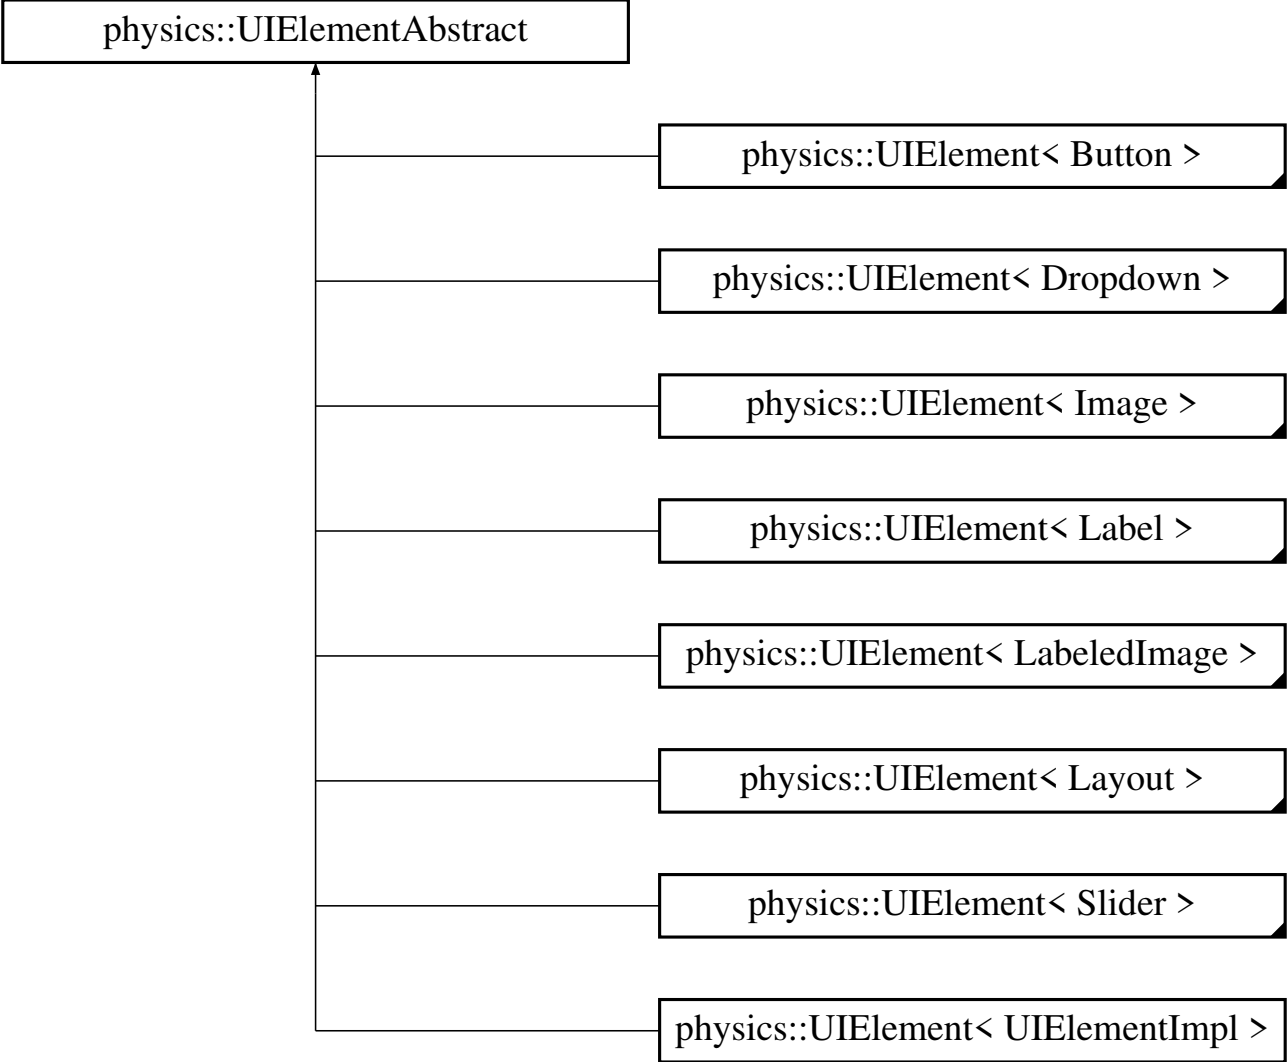 physics::UIElementAbstract
physics::UIElement< Button >
physics::UIElement< Dropdown >
physics::UIElement< Image >
physics::UIElement< Label >
physics::UIElement< LabeledImage >
physics::UIElement< Layout >
physics::UIElement< Slider >
physics::UIElement< UIElementImpl >